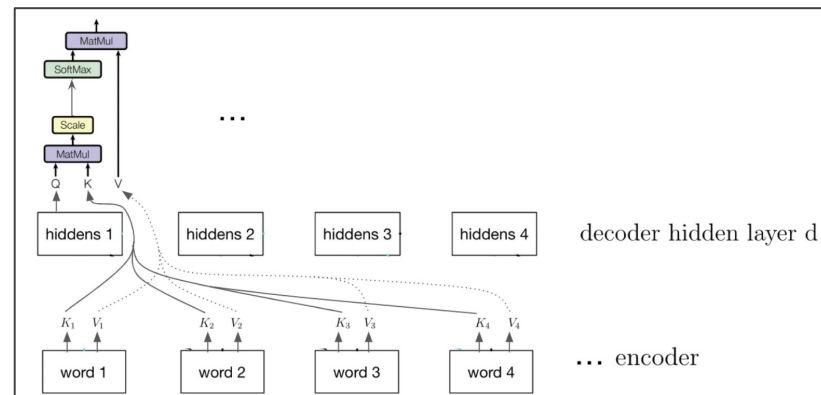 MatMul
SoftMax
...
Scale
MatMul
Q K V
hiddens 1 hiddens 2 hiddens 3 hiddens 4 decoder hidden layer d
K₁ V₁ K₂ V₂ K₃ V₃ K₄ V₄
word 1 word 2 word 3 word 4 ... encoder